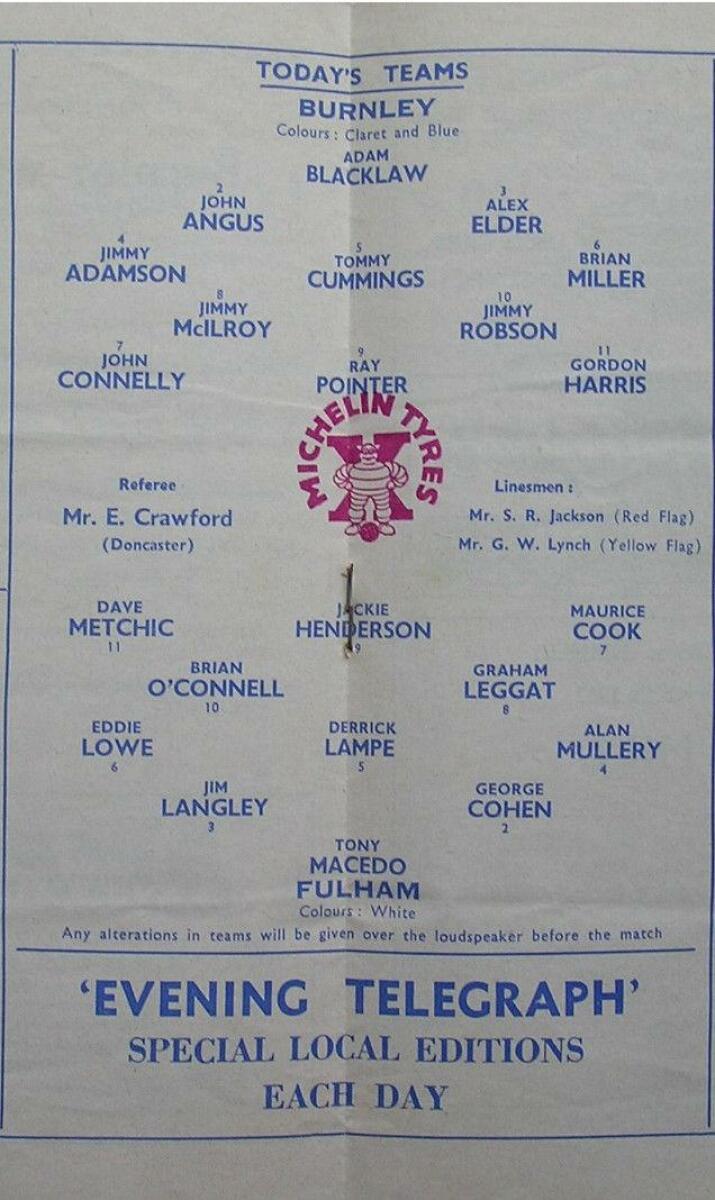 TODAY'S TEAMS
BURNLEY
Colours : Claret and Blue
ADAM
BLACKLAW
2
JOHN
ANGUS
3
ALEX
ELDER
4
JIMMY
ADAMSON
5
TOMMY
CUMMINGS
6
BRIAN
MILLER
8
JIMMY
McILROY
10
JIMMY
ROBSON
7
JOHN
CONNELLY
9
RAY
POINTER
11
GORDON
HARRIS
MICHELIN TYRES
X
Referee
Mr. E. Crawford
(Doncaster)
Linesmen :
Mr. S. R. Jackson (Red Flag)
Mr. G. W. Lynch (Yellow Flag)
DAVE
METCHIC
11
JACKIE
HENDERSON
9
MAURICE
COOK
7
BRIAN
O'CONNELL
10
GRAHAM
LEGGAT
8
EDDIE
LOWE
6
DERRICK
LAMPE
5
ALAN
MULLERY
4
JIM
LANGLEY
3
GEORGE
COHEN
2
TONY
MACEDO
FULHAM
Colours : White
Any alterations in teams will be given over the loudspeaker before the match
'EVENING TELEGRAPH'
SPECIAL LOCAL EDITIONS
EACH DAY